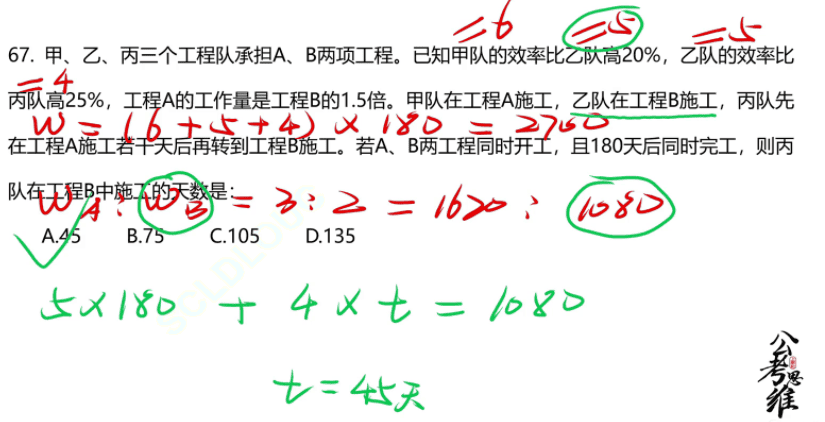 =6 =5 =5
67. 甲、乙、丙三个工程队承担A、B两项工程。已知甲队的效率比乙队高20%，乙队的效率比
=4
丙队高25%，工程A的工作量是工程B的1.5倍。甲队在工程A施工，乙队在工程B施工，丙队先
W = (6+5+4) × 180 = 2700
在工程A施工若干天后再转到工程B施工。若A、B两工程同时开工，且180天后同时完工，则丙
队在工程B中施工的天数是：
WA : WB = 3 : 2 = 1620 : 1080
A.45 B.75 C.105 D.135
5×180 + 4×t = 1080
t = 45天
公考思维